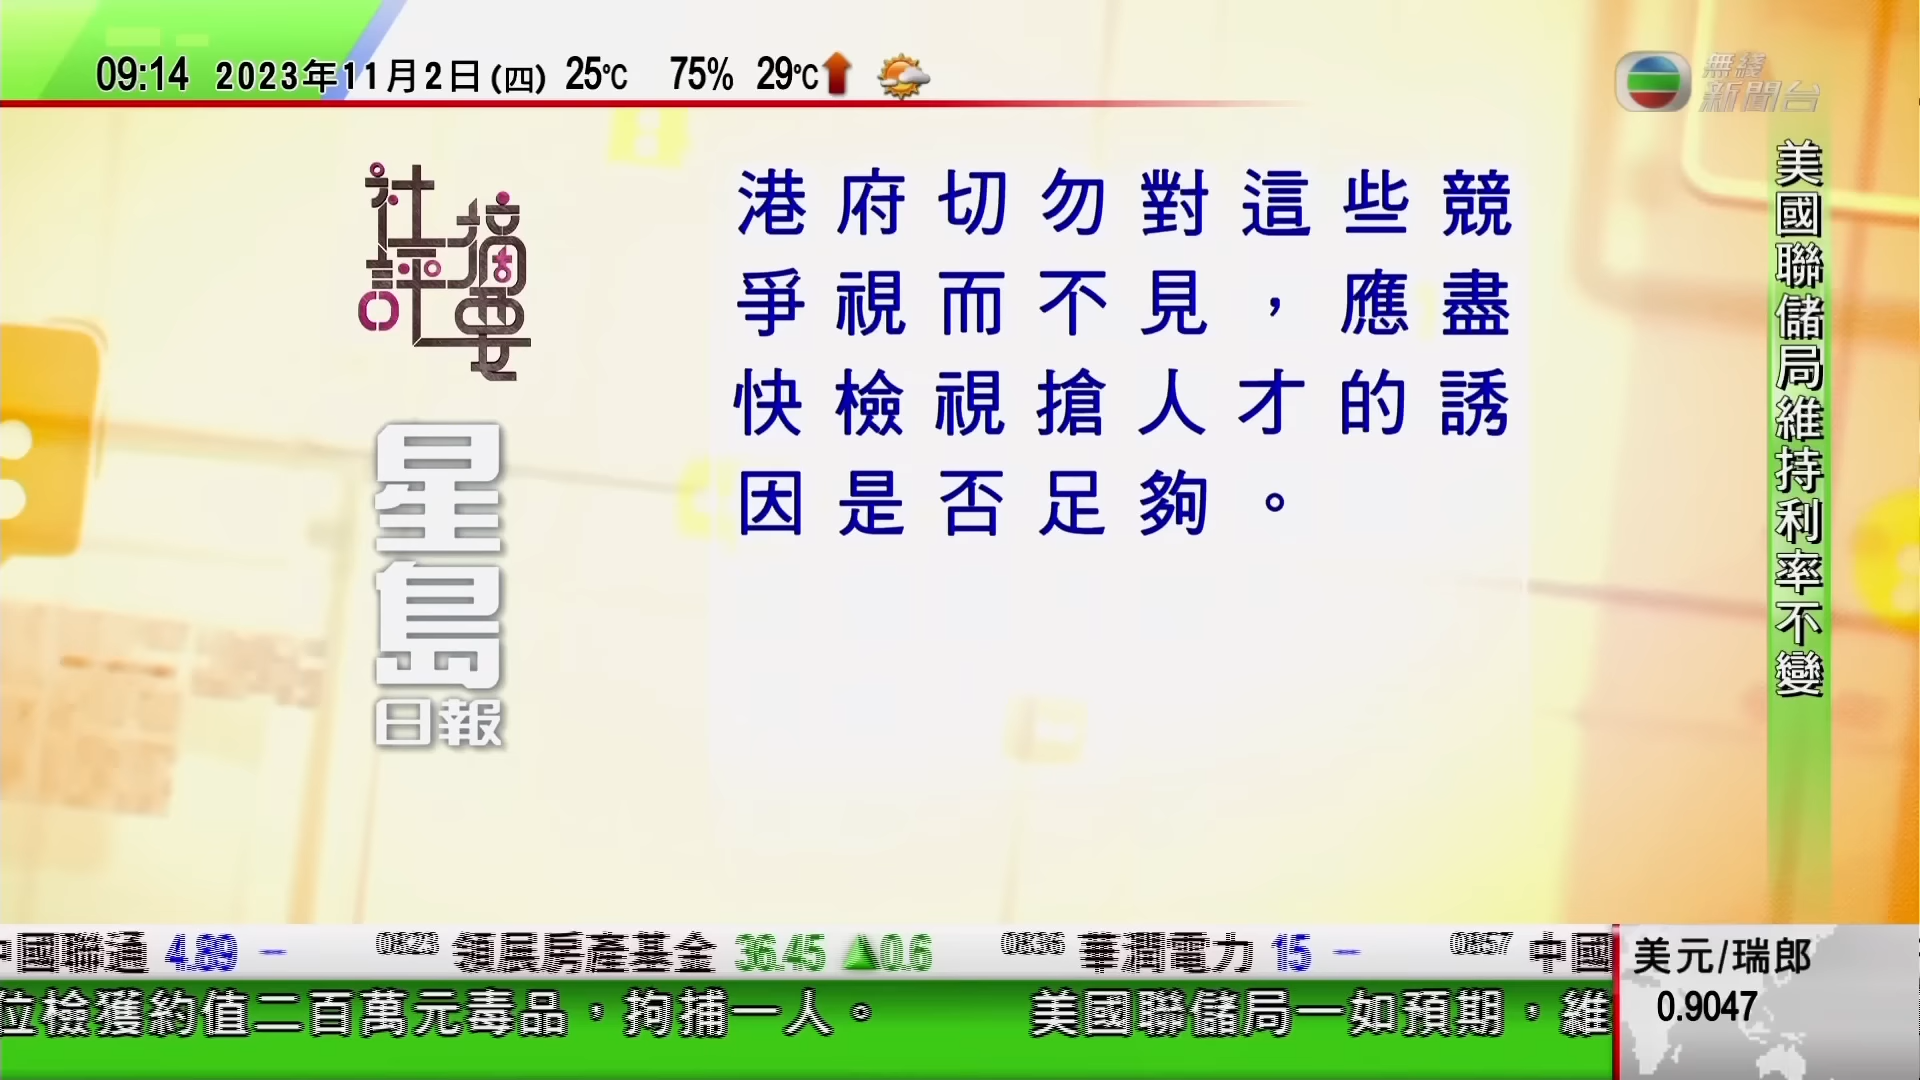 09:14 2023年11月2日(四) 25℃ 75% 29℃
無綫新聞台
社評摘要
星島日報
港府切勿對這些競
爭視而不見，應盡
快檢視搶人才的誘
因是否足夠。
美國聯儲局維持利率不變
中國聯通 4.89 － 0823 領展房產基金 36.45 ▲0.6 0836 華潤電力 15 － 0857 中國
位檢獲約值二百萬元毒品，拘捕一人。 美國聯儲局一如預期，維
美元/瑞郎
0.9047